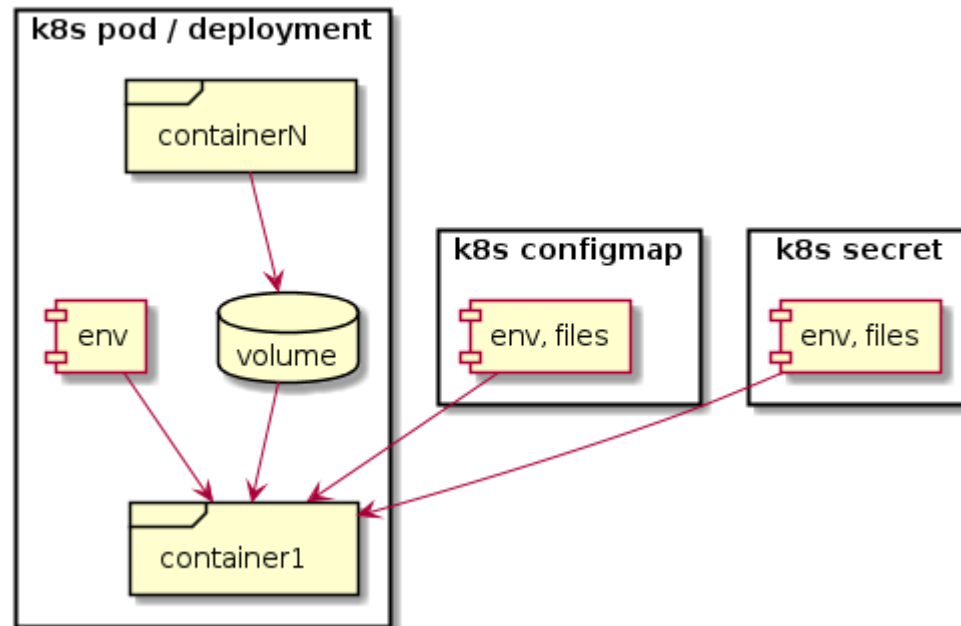 k8s pod / deployment
containerN
k8s configmap
k8s secret
env
volume
env, files
env, files
container1